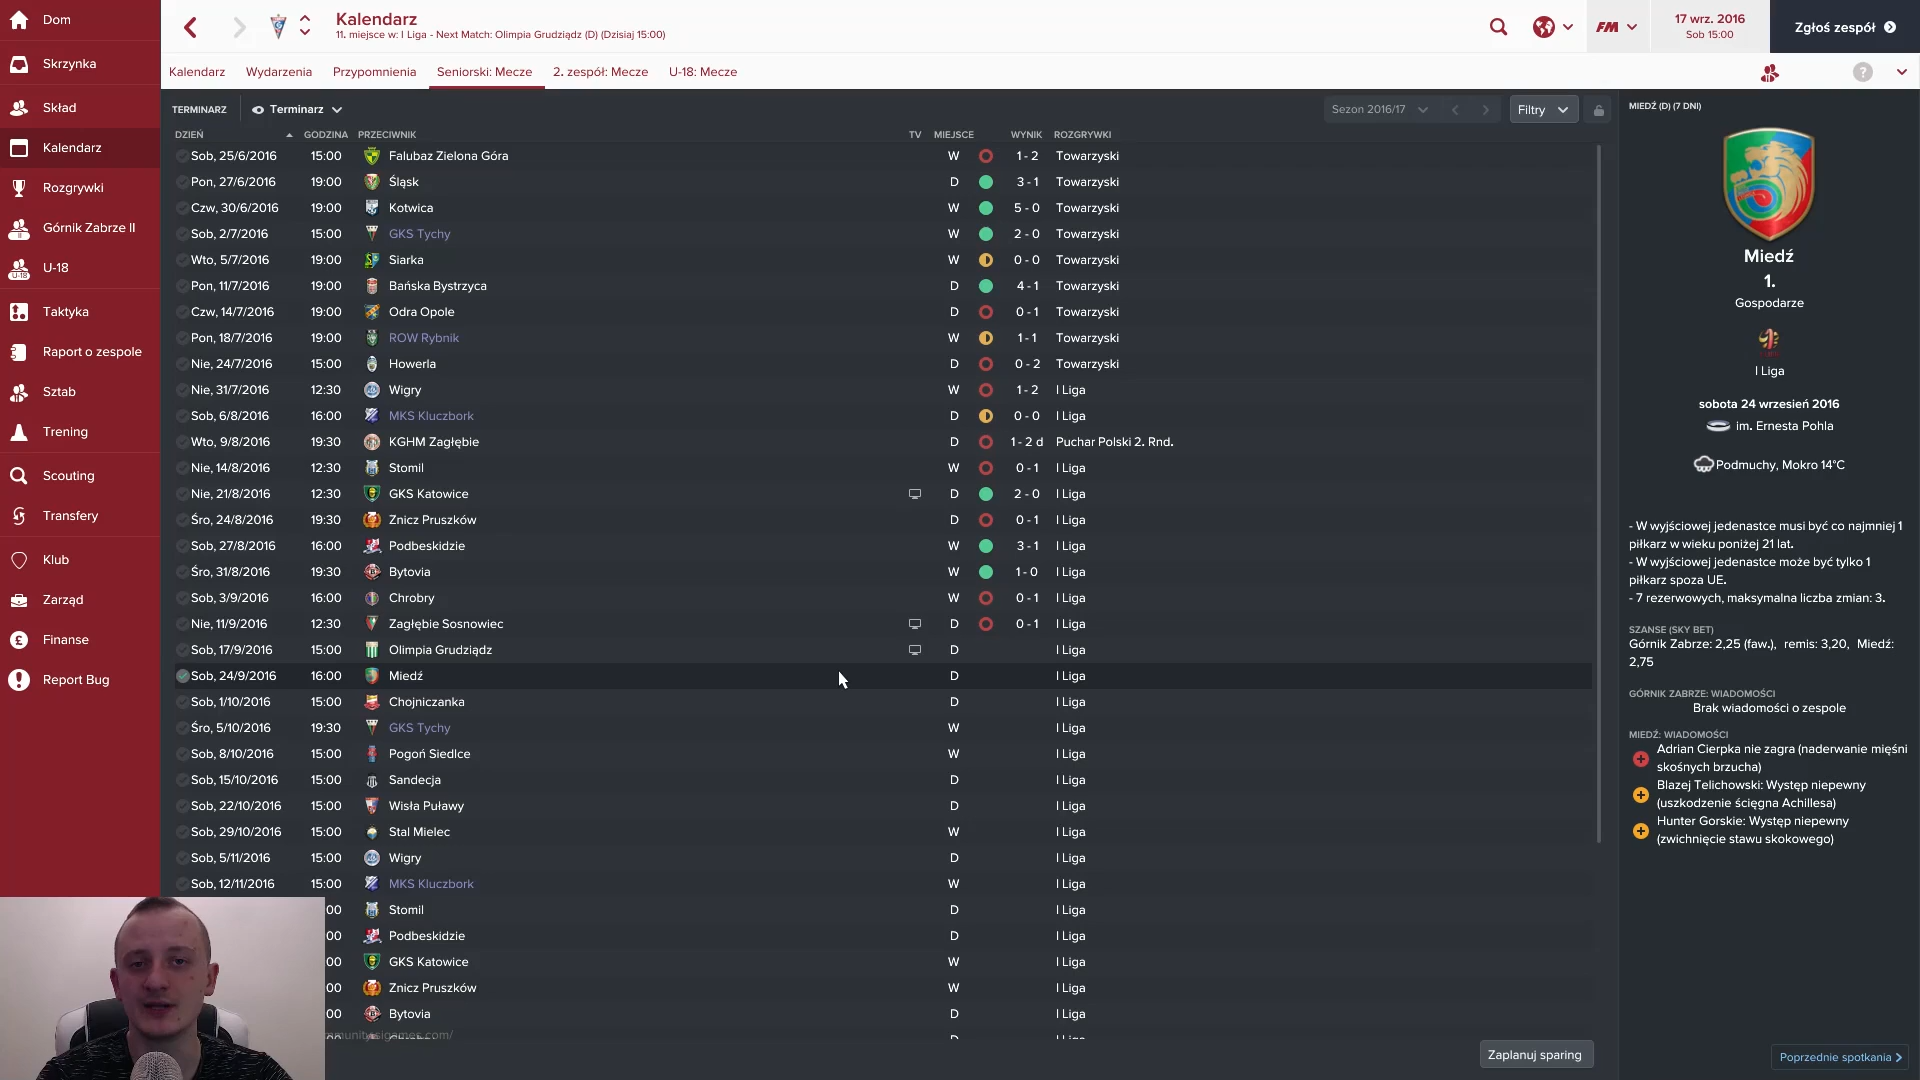 Dom
Skrzynka
Skład
Kalendarz
Rozgrywki
Górnik Zabrze II
U-18
Taktyka
Raport o zespole
Sztab
Trening
Scouting
Transfery
Klub
Zarząd
Finanse
Report Bug
Kalendarz
11. miejsce w: I Liga - Next Match: Olimpia Grudziądz (D) (Dzisiaj 15:00)
FM
17 wrz. 2016
Sob 15:00
Zgłoś zespół
Kalendarz Wydarzenia Przypomnienia Seniorski: Mecze 2. zespół: Mecze U-18: Mecze
TERMINARZ Terminarz Sezon 2016/17 Filtry
DZIEŃ GODZINA PRZECIWNIK TV MIEJSCE WYNIK ROZGRYWKI
Sob, 25/6/2016 15:00 Falubaz Zielona Góra W 1 - 2 Towarzyski
Pon, 27/6/2016 19:00 Śląsk D 3 - 1 Towarzyski
Czw, 30/6/2016 19:00 Kotwica W 5 - 0 Towarzyski
Sob, 2/7/2016 15:00 GKS Tychy W 2 - 0 Towarzyski
Wto, 5/7/2016 19:00 Siarka W 0 - 0 Towarzyski
Pon, 11/7/2016 19:00 Bańska Bystrzyca D 4 - 1 Towarzyski
Czw, 14/7/2016 19:00 Odra Opole D 0 - 1 Towarzyski
Pon, 18/7/2016 19:00 ROW Rybnik W 1 - 1 Towarzyski
Nie, 24/7/2016 15:00 Howerla D 0 - 2 Towarzyski
Nie, 31/7/2016 12:30 Wigry W 1 - 2 I Liga
Sob, 6/8/2016 16:00 MKS Kluczbork D 0 - 0 I Liga
Wto, 9/8/2016 19:30 KGHM Zagłębie D 1 - 2 d Puchar Polski 2. Rnd.
Nie, 14/8/2016 12:30 Stomil W 0 - 1 I Liga
Nie, 21/8/2016 12:30 GKS Katowice D 2 - 0 I Liga
Śro, 24/8/2016 19:30 Znicz Pruszków D 0 - 1 I Liga
Sob, 27/8/2016 16:00 Podbeskidzie W 3 - 1 I Liga
Śro, 31/8/2016 19:30 Bytovia W 1 - 0 I Liga
Sob, 3/9/2016 16:00 Chrobry W 0 - 1 I Liga
Nie, 11/9/2016 12:30 Zagłębie Sosnowiec D 0 - 1 I Liga
Sob, 17/9/2016 15:00 Olimpia Grudziądz D I Liga
Sob, 24/9/2016 16:00 Miedź D I Liga
Sob, 1/10/2016 15:00 Chojniczanka D I Liga
Śro, 5/10/2016 19:30 GKS Tychy W I Liga
Sob, 8/10/2016 15:00 Pogoń Siedlce W I Liga
Sob, 15/10/2016 15:00 Sandecja D I Liga
Sob, 22/10/2016 15:00 Wisła Puławy D I Liga
Sob, 29/10/2016 15:00 Stal Mielec W I Liga
Sob, 5/11/2016 15:00 Wigry D I Liga
Sob, 12/11/2016 15:00 MKS Kluczbork W I Liga
:00 Stomil D I Liga
:00 Podbeskidzie D I Liga
:00 GKS Katowice W I Liga
:00 Znicz Pruszków W I Liga
:00 Bytovia D I Liga
Zaplanuj sparing
MIEDŹ (D) (7 DNI)
Miedź
1.
Gospodarze
I Liga
sobota 24 wrzesień 2016
im. Ernesta Pohla
Podmuchy, Mokro 14°C
- W wyjściowej jedenastce musi być co najmniej 1
piłkarz w wieku poniżej 21 lat.
- W wyjściowej jedenastce może być tylko 1
piłkarz spoza UE.
- 7 rezerwowych, maksymalna liczba zmian: 3.
SZANSE (SKY BET)
Górnik Zabrze: 2,25 (faw.), remis: 3,20, Miedź:
2,75
GÓRNIK ZABRZE: WIADOMOŚCI
Brak wiadomości o zespole
MIEDŹ: WIADOMOŚCI
Adrian Cierpka nie zagra (naderwanie mięśni
skośnych brzucha)
Blazej Telichowski: Występ niepewny
(uszkodzenie ścięgna Achillesa)
Hunter Gorskie: Występ niepewny
(zwichnięcie stawu skokowego)
Poprzednie spotkania